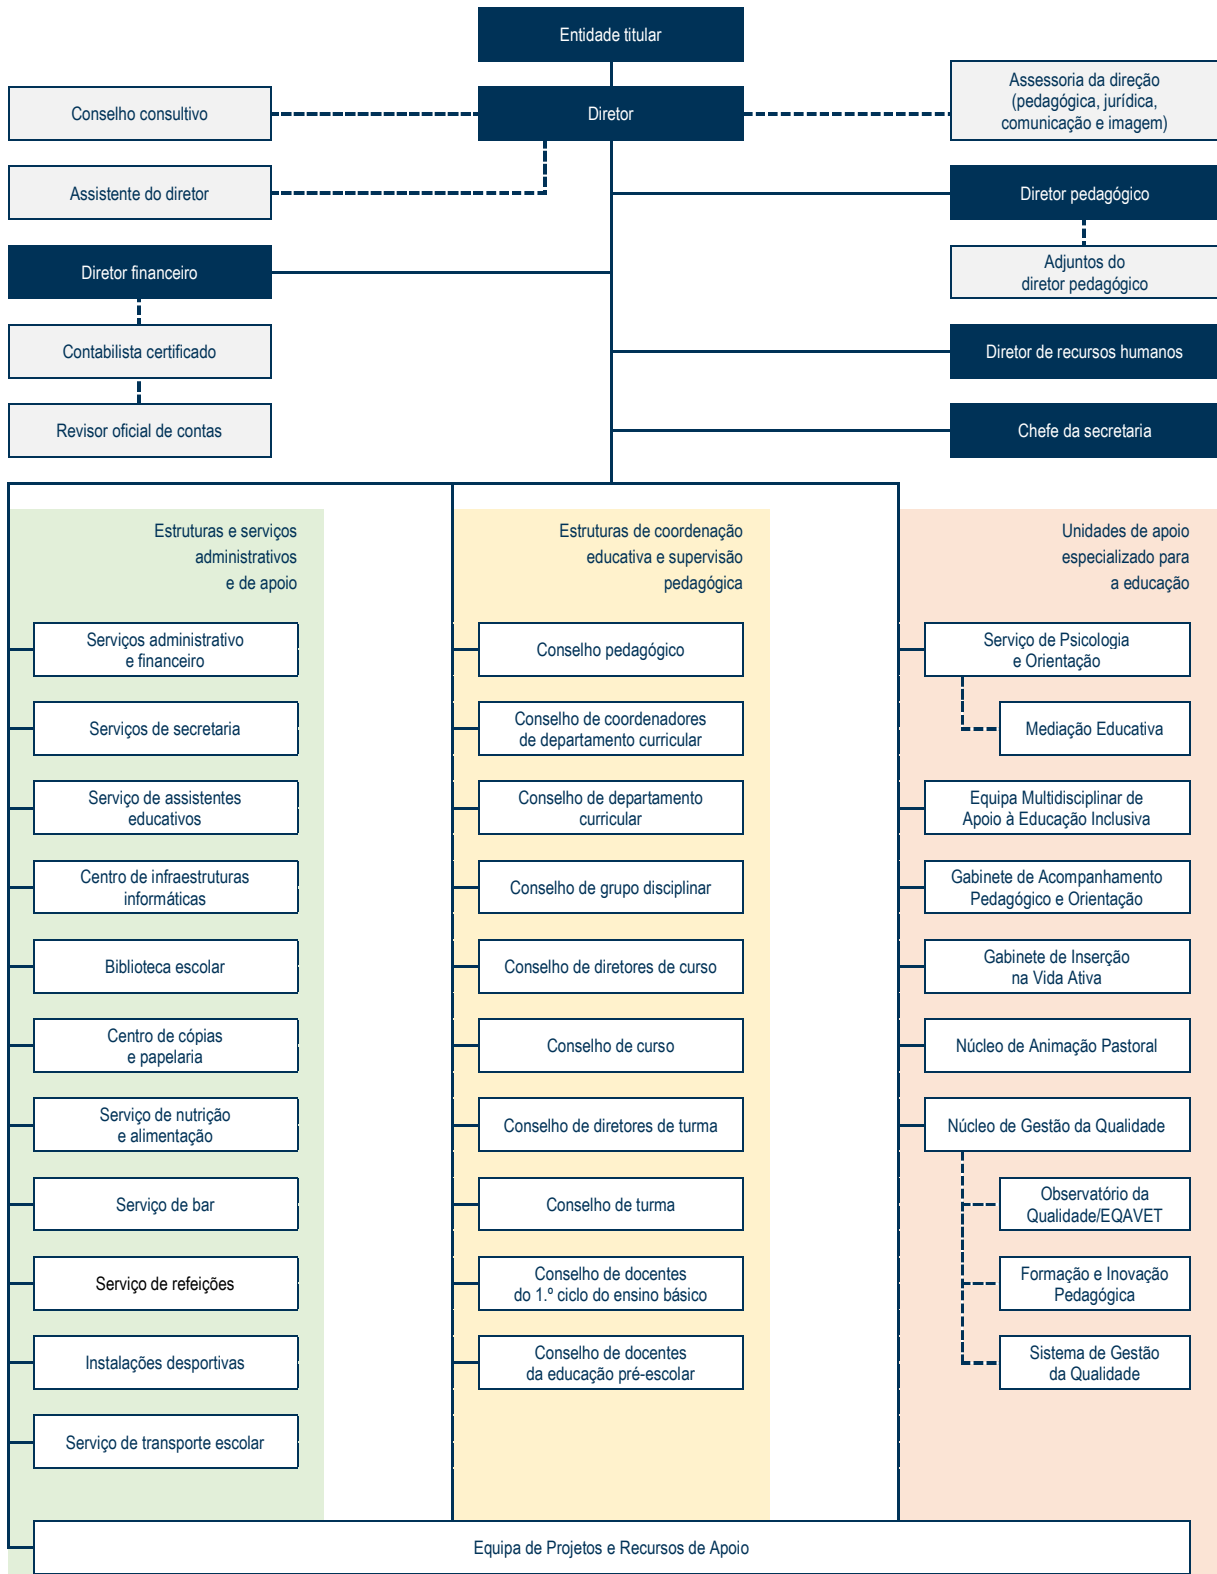 Entidade titular
Diretor
Conselho consultivo
Assessoria da direção
(pedagógica, jurídica,
comunicação e imagem)
Assistente do diretor
Diretor pedagógico
Diretor financeiro
Adjuntos do
diretor pedagógico
Contabilista certificado
Diretor de recursos humanos
Revisor oficial de contas
Chefe da secretaria
Estruturas e serviços
administrativos
e de apoio
Serviços administrativo
e financeiro
Serviços de secretaria
Serviço de assistentes
educativos
Centro de infraestruturas
informáticas
Biblioteca escolar
Centro de cópias
e papelaria
Serviço de nutrição
e alimentação
Serviço de bar
Serviço de refeições
Instalações desportivas
Serviço de transporte escolar
Estruturas de coordenação
educativa e supervisão
pedagógica
Conselho pedagógico
Conselho de coordenadores
de departamento curricular
Conselho de departamento
curricular
Conselho de grupo disciplinar
Conselho de diretores de curso
Conselho de curso
Conselho de diretores de turma
Conselho de turma
Conselho de docentes
do 1.º ciclo do ensino básico
Conselho de docentes
da educação pré-escolar
Unidades de apoio
especializado para
a educação
Serviço de Psicologia
e Orientação
Mediação Educativa
Equipa Multidisciplinar de
Apoio à Educação Inclusiva
Gabinete de Acompanhamento
Pedagógico e Orientação
Gabinete de Inserção
na Vida Ativa
Núcleo de Animação Pastoral
Núcleo de Gestão da Qualidade
Observatório da
Qualidade/EQAVET
Formação e Inovação
Pedagógica
Sistema de Gestão
da Qualidade
Equipa de Projetos e Recursos de Apoio